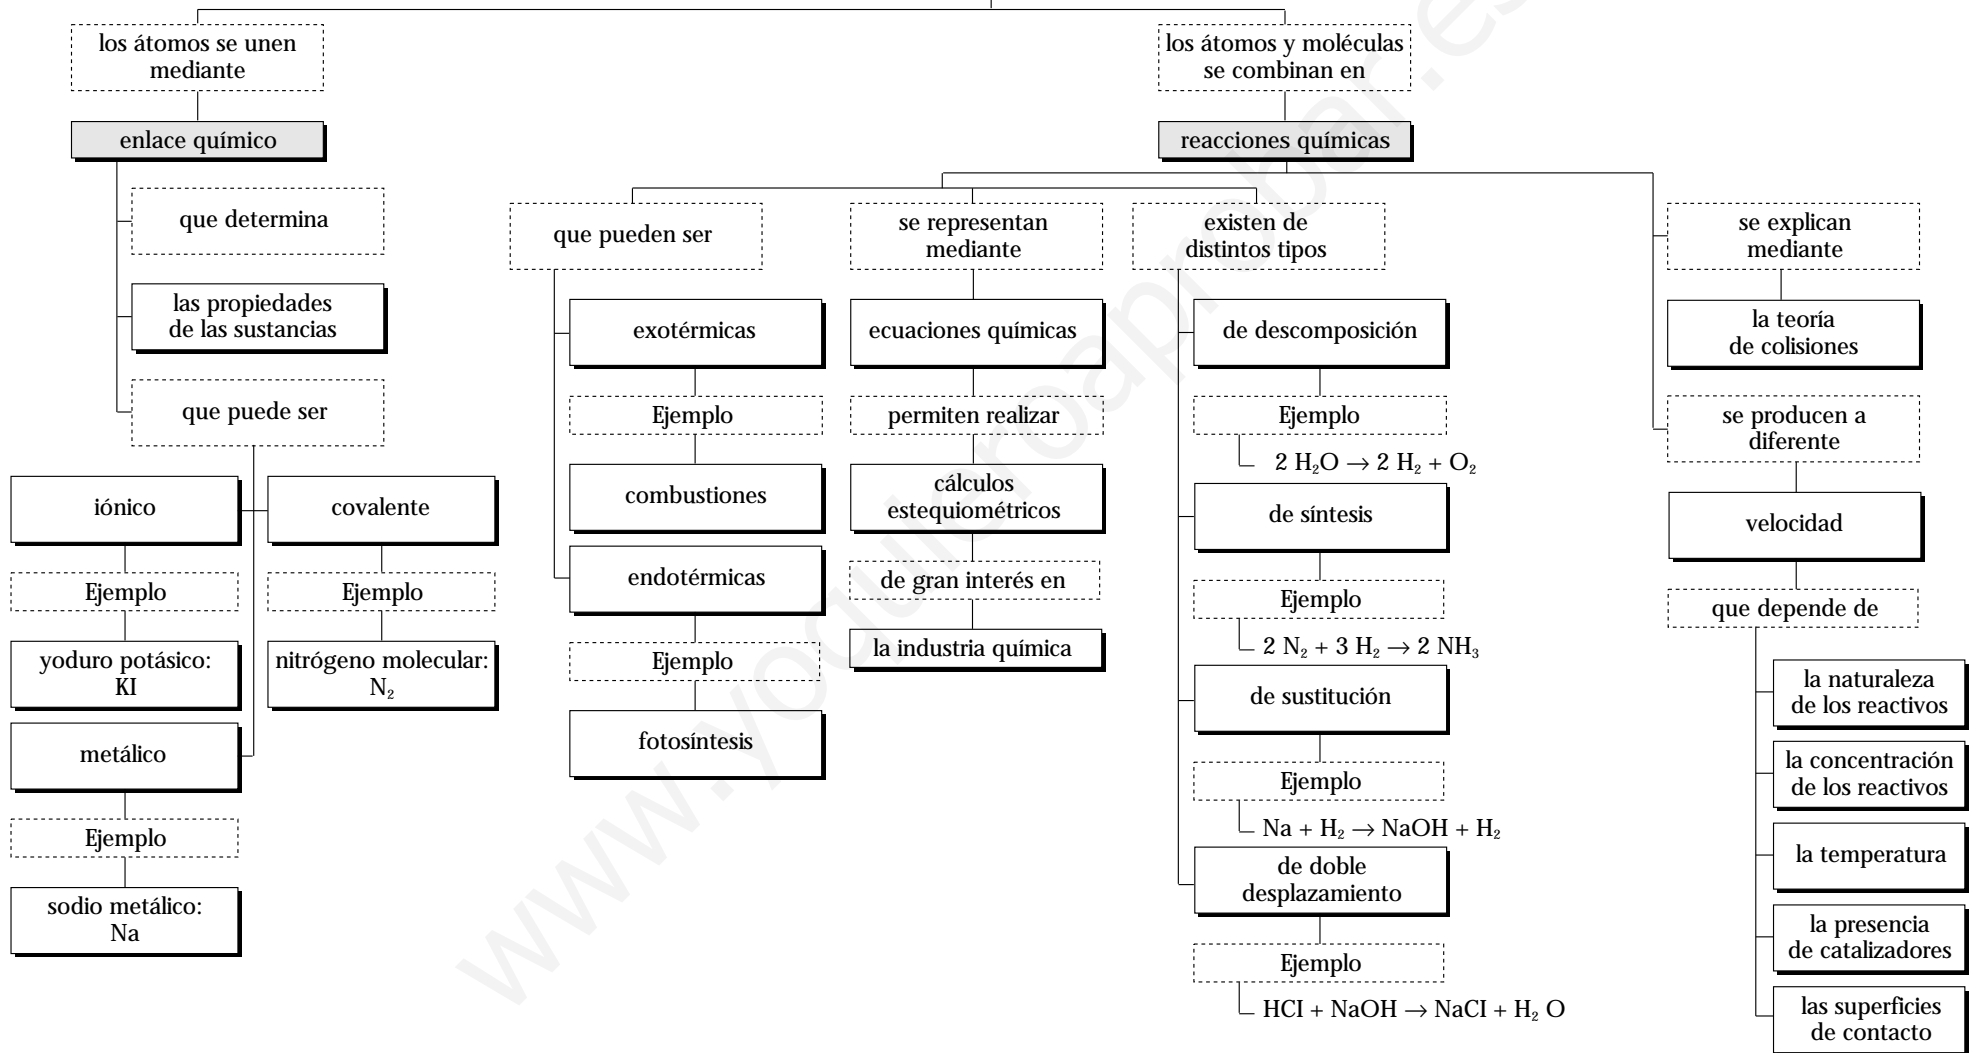 los átomos se unen
mediante
enlace químico
que determina
las propiedades
de las sustancias
que puede ser
iónico
Ejemplo
yoduro potásico:
KI
covalente
Ejemplo
nitrógeno molecular:
N₂
metálico
Ejemplo
sodio metálico:
Na
los átomos y moléculas
se combinan en
reacciones químicas
que pueden ser
exotérmicas
Ejemplo
combustiones
endotérmicas
Ejemplo
fotosíntesis
se representan
mediante
ecuaciones químicas
permiten realizar
cálculos
estequiométricos
de gran interés en
la industria química
existen de
distintos tipos
de descomposición
Ejemplo
2 H₂O → 2 H₂ + O₂
de síntesis
Ejemplo
2 N₂ + 3 H₂ → 2 NH₃
de sustitución
Ejemplo
Na + H₂ → NaOH + H₂
de doble
desplazamiento
Ejemplo
HCl + NaOH → NaCl + H₂ O
se explican
mediante
la teoría
de colisiones
se producen a
diferente
velocidad
que depende de
la naturaleza
de los reactivos
la concentración
de los reactivos
la temperatura
la presencia
de catalizadores
las superficies
de contacto
www.yoquieroaprobar.es